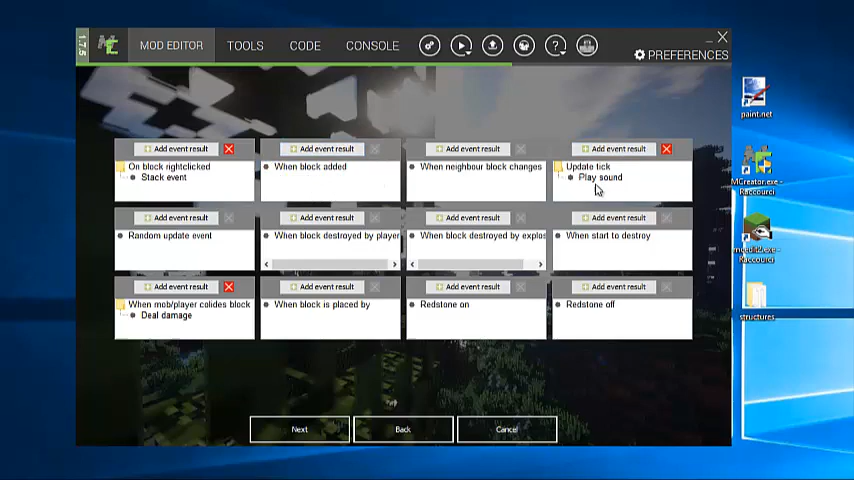 1.7.5
MOD EDITOR
TOOLS
CODE
CONSOLE
?
PREFERENCES
Add event result
On block rightclicked
Stack event
Add event result
When block added
Add event result
When neighbour block changes
Add event result
Update tick
Play sound
Add event result
Random update event
Add event result
When block destroyed by player
Add event result
When block destroyed by explos
Add event result
When start to destroy
Add event result
When mob/player colides block
Deal damage
Add event result
When block is placed by
Add event result
Redstone on
Add event result
Redstone off
Next
Back
Cancel
paint.net
MCreator.exe -
Raccourci
Raccourci
structures